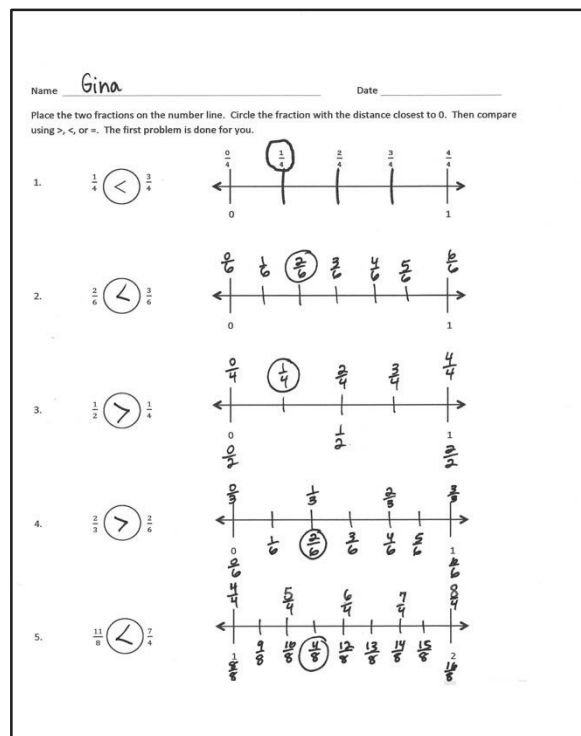 Name Gina Date
Place the two fractions on the number line. Circle the fraction with the distance closest to 0. Then compare
using >, <, or =. The first problem is done for you.
0/4 1/4 2/4 3/4 4/4
1. 1/4 < 3/4
0 1
0/6 1/6 2/6 3/6 4/6 5/6 6/6
2. 2/6 < 3/6
0 1
0/4 1/4 2/4 3/4 4/4
3. 1/2 > 1/4
0 1/2 1
0/2 2/2
0/3 1/3 2/3 3/3
4. 2/3 > 2/6
0 1/6 2/6 3/6 4/6 5/6 1
0/6 6/6
4/4 5/4 6/4 7/4 8/4
5. 11/8 < 7/4
1 9/8 10/8 11/8 12/8 13/8 14/8 15/8 2
8/8 16/8